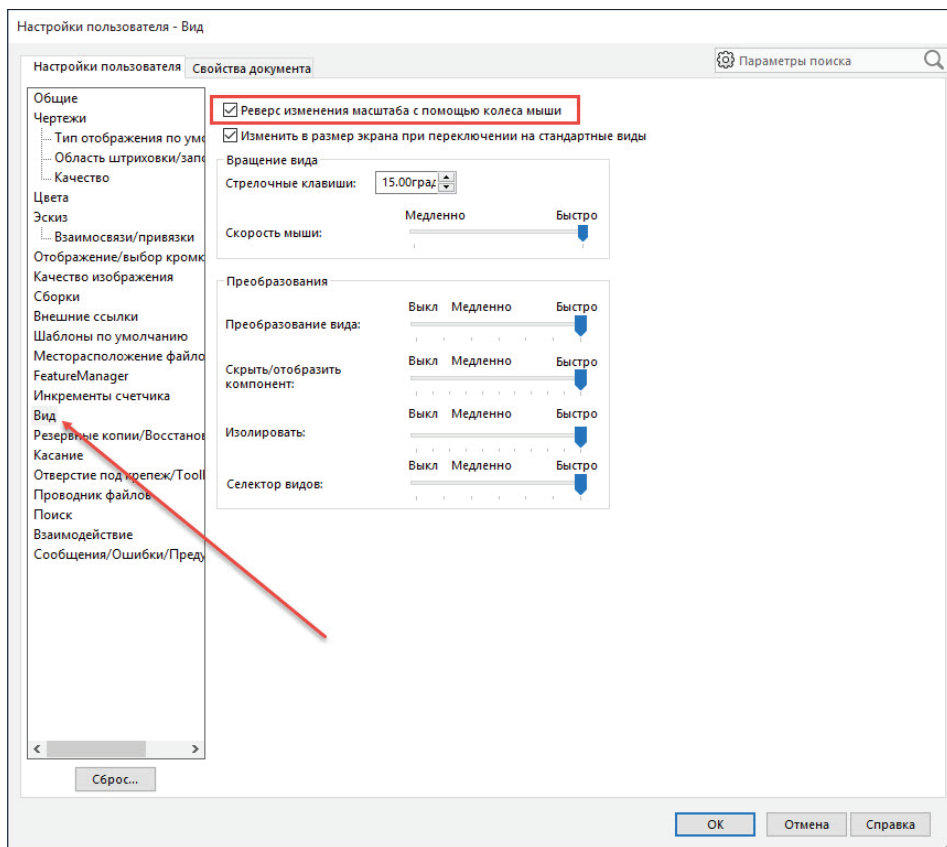 Настройки пользователя - Вид
Настройки пользователя
Свойства документа
Параметры поиска
Общие
Чертежи
Тип отображения по умо
Область штриховки/запо
Качество
Цвета
Эскиз
Взаимосвязи/привязки
Отображение/выбор кромк
Качество изображения
Сборки
Внешние ссылки
Шаблоны по умолчанию
Месторасположение файло
FeatureManager
Инкременты счетчика
Вид
Резервные копии/Восстанов
Касание
Отверстие под крепеж/Tooll
Проводник файлов
Поиск
Взаимодействие
Сообщения/Ошибки/Преду
Сброс...
Реверс изменения масштаба с помощью колеса мыши
Изменить в размер экрана при переключении на стандартные виды
Вращение вида
Стрелочные клавиши: 15.00град
Медленно Быстро
Скорость мыши:
Преобразования
Выкл Медленно Быстро
Преобразование вида:
Выкл Медленно Быстро
Скрыть/отобразить
компонент:
Выкл Медленно Быстро
Изолировать:
Выкл Медленно Быстро
Селектор видов:
OK Отмена Справка